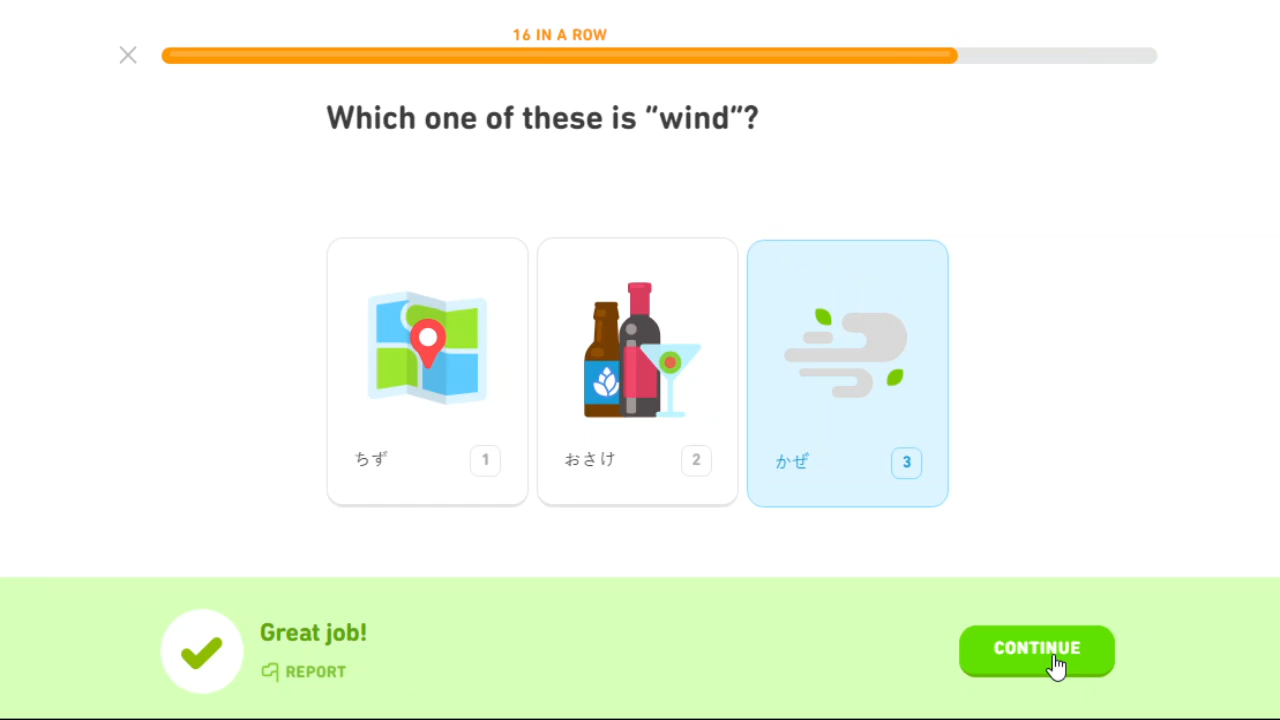 16 IN A ROW
Which one of these is “wind”?
ちず 1
おさけ 2
かぜ 3
Great job!
REPORT
CONTINUE